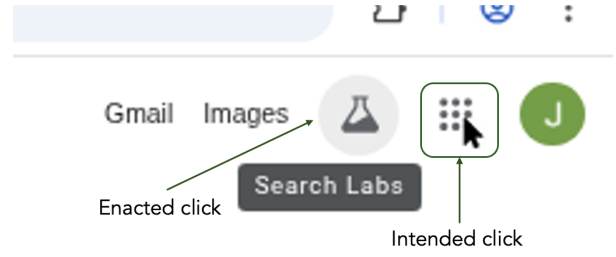 Gmail Images J
Search Labs
Enacted click
Intended click